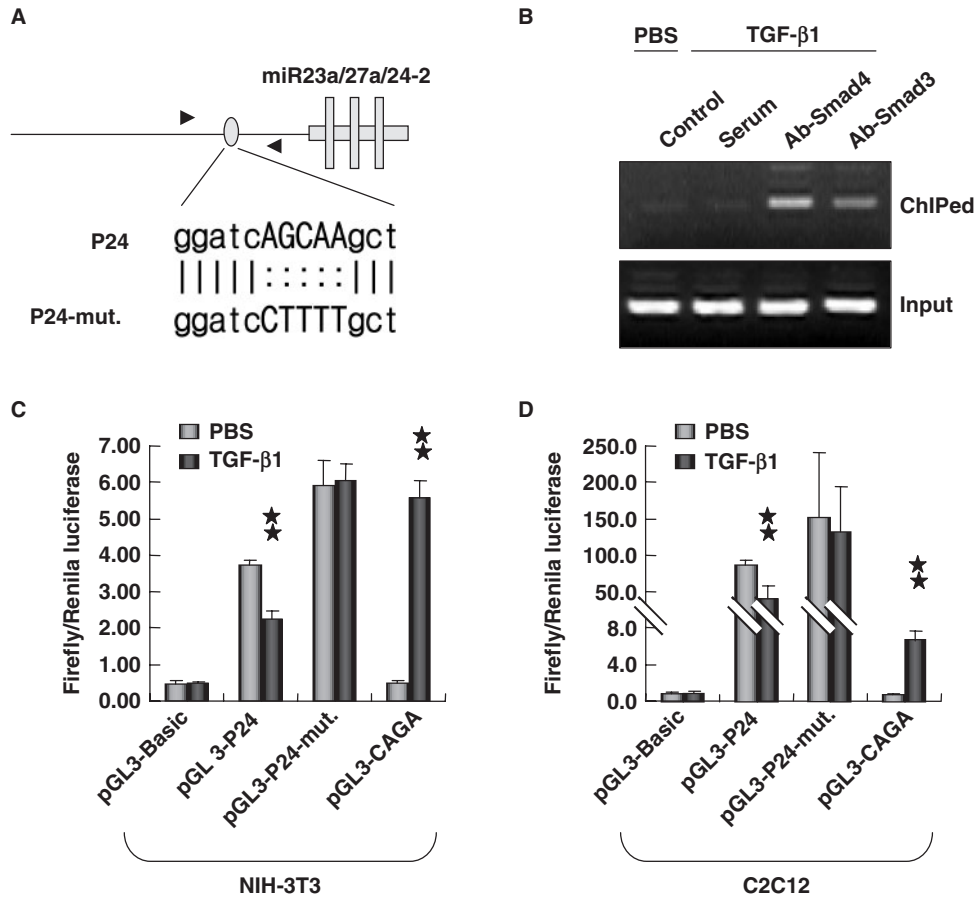 A
miR23a/27a/24-2
P24
ggatcAGCAAgct
|||||:::::|||
P24-mut.
ggatcCTTTTgct
B
PBS
TGF-β1
Control
Serum
Ab-Smad4
Ab-Smad3
ChIPed
Input
C
PBS
TGF-β1
Firefly/Renila luciferase
7.00
6.00
5.00
4.00
3.00
2.00
1.00
0.00
pGL3-Basic
pGL 3-P24
pGL3-P24-mut.
pGL3-CAGA
NIH-3T3
D
PBS
TGF-β1
Firefly/Renila luciferase
250.0
200.0
150.0
100.0
50.0
8.0
4.0
0.0
pGL3-Basic
pGL3-P24
pGL3-P24-mut.
pGL3-CAGA
C2C12